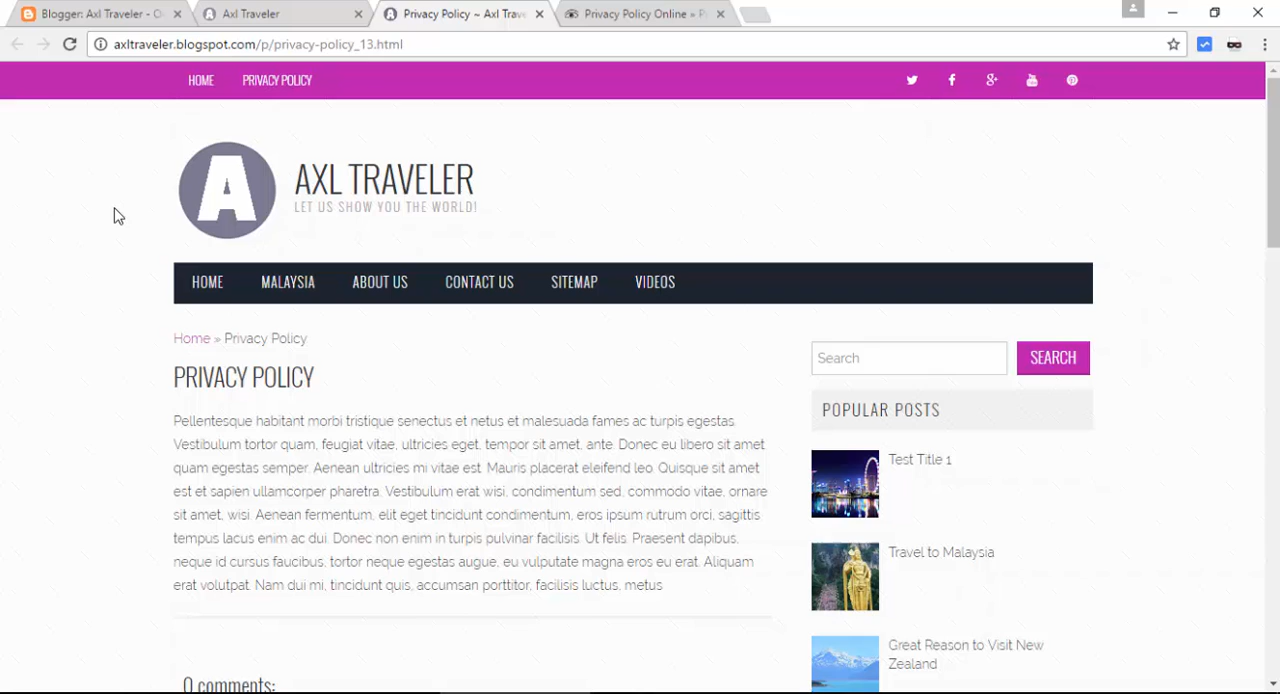 Blogger: Axl Traveler - O
Axl Traveler
Privacy Policy ~ Axl Trav
Privacy Policy Online » P
axltraveler.blogspot.com/p/privacy-policy_13.html
HOME PRIVACY POLICY
A
AXL TRAVELER
LET US SHOW YOU THE WORLD!
HOME MALAYSIA ABOUT US CONTACT US SITEMAP VIDEOS
Home » Privacy Policy
PRIVACY POLICY
Pellentesque habitant morbi tristique senectus et netus et malesuada fames ac turpis egestas.
Vestibulum tortor quam, feugiat vitae, ultricies eget, tempor sit amet, ante. Donec eu libero sit amet
quam egestas semper. Aenean ultricies mi vitae est. Mauris placerat eleifend leo. Quisque sit amet
est et sapien ullamcorper pharetra. Vestibulum erat wisi, condimentum sed, commodo vitae, ornare
sit amet, wisi. Aenean fermentum, elit eget tincidunt condimentum, eros ipsum rutrum orci, sagittis
tempus lacus enim ac dui. Donec non enim in turpis pulvinar facilisis. Ut felis. Praesent dapibus,
neque id cursus faucibus, tortor neque egestas augue, eu vulputate magna eros eu erat. Aliquam
erat volutpat. Nam dui mi, tincidunt quis, accumsan porttitor, facilisis luctus, metus
0 comments:
Search
SEARCH
POPULAR POSTS
Test Title 1
Travel to Malaysia
Great Reason to Visit New
Zealand